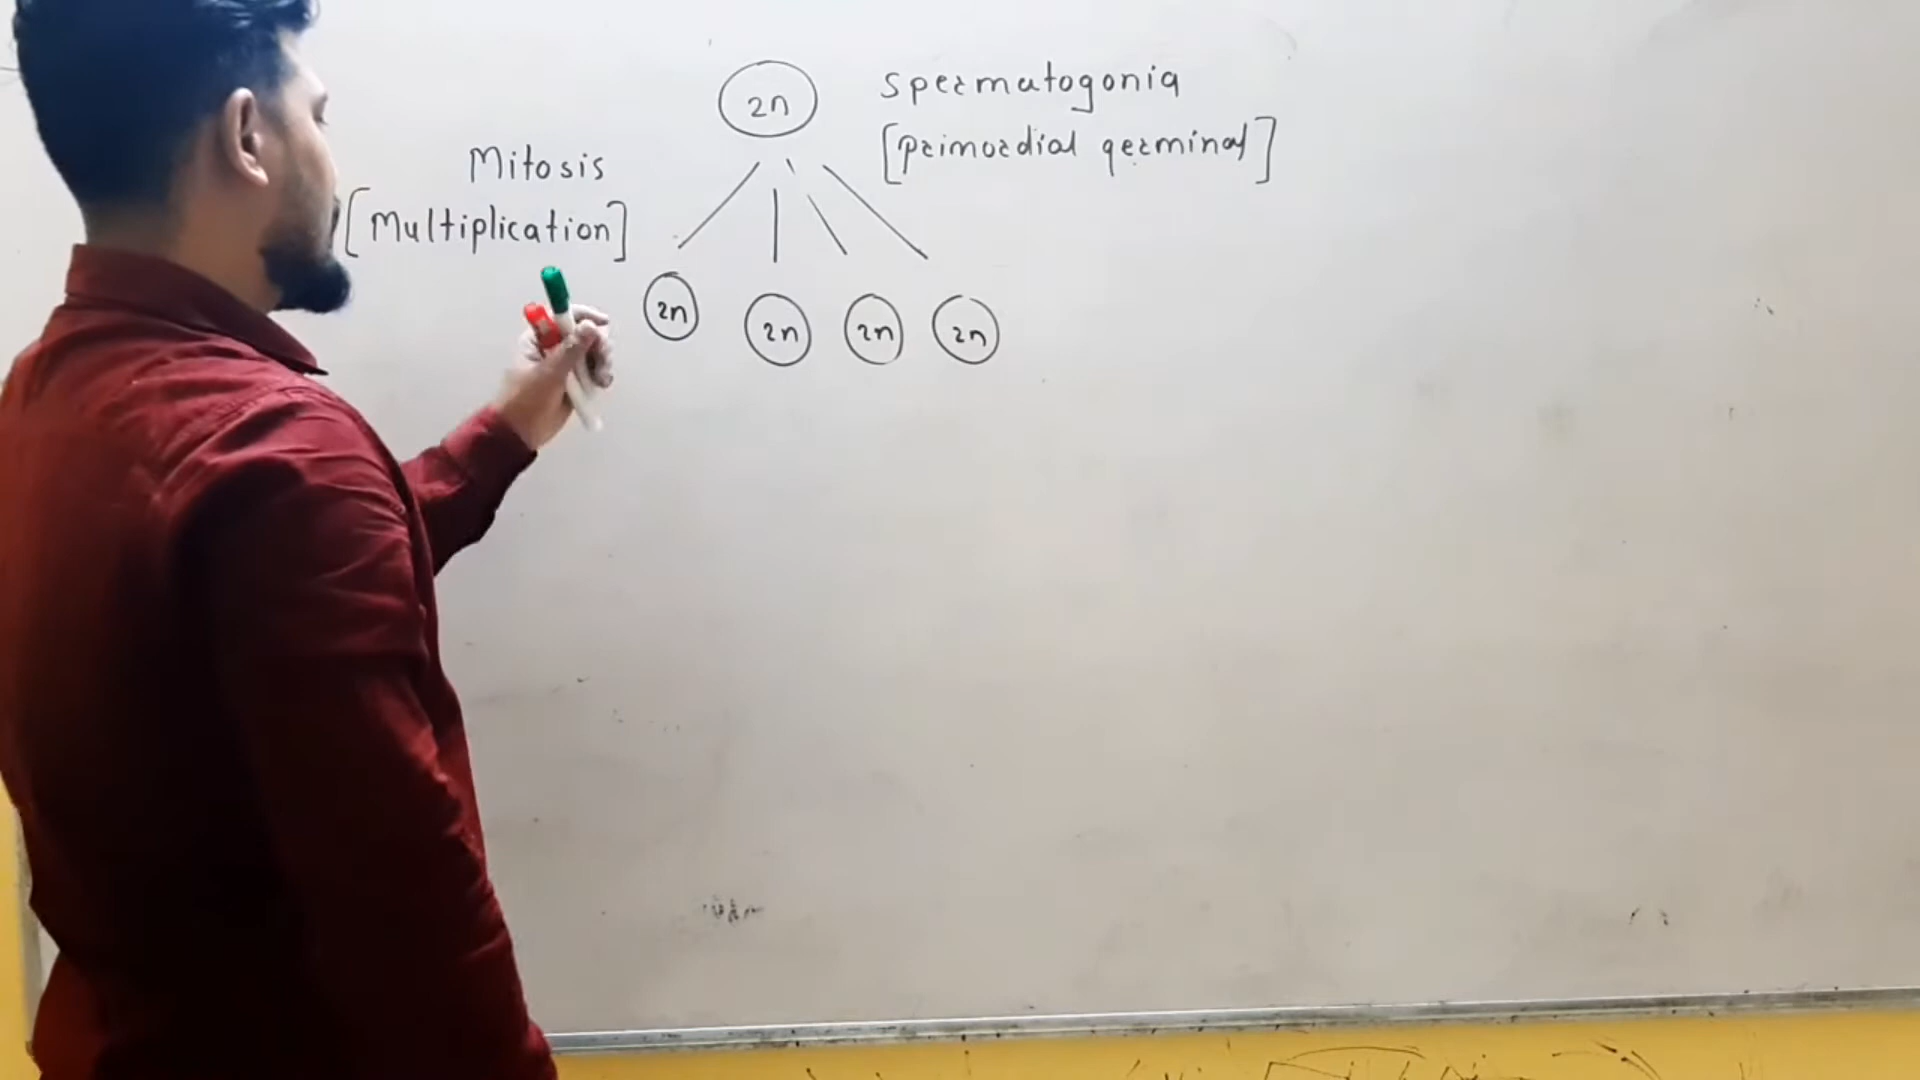 2n
spermatogonia
[primordial germinal]
Mitosis
[Multiplication]
2n 2n 2n 2n